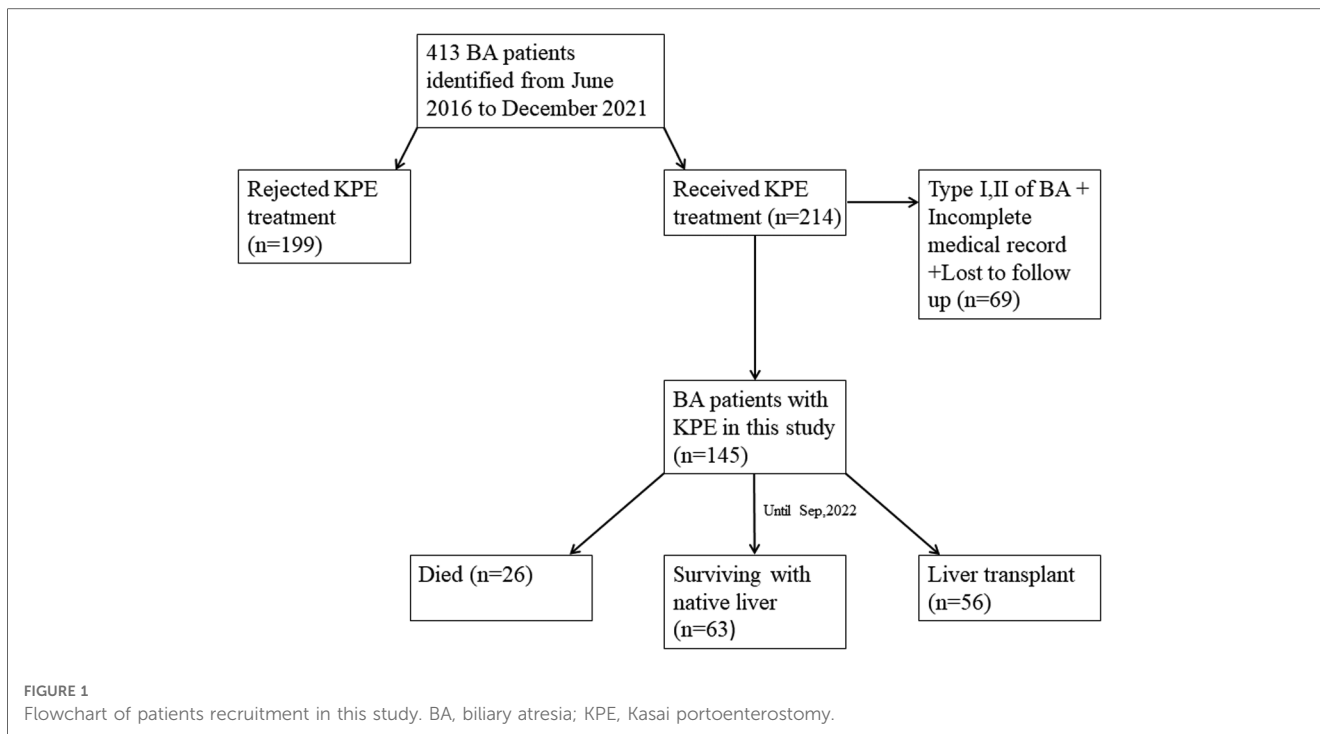 413 BA patients
identified from June
2016 to December 2021
Rejected KPE
treatment
(n=199)
Received KPE
treatment (n=214)
Type I,II of BA +
Incomplete
medical record
+Lost to follow
up (n=69)
BA patients with
KPE in this study
(n=145)
Until Sep,2022
Died (n=26)
Surviving with
native liver
(n=63)
Liver transplant
(n=56)
FIGURE 1
Flowchart of patients recruitment in this study. BA, biliary atresia; KPE, Kasai portoenterostomy.